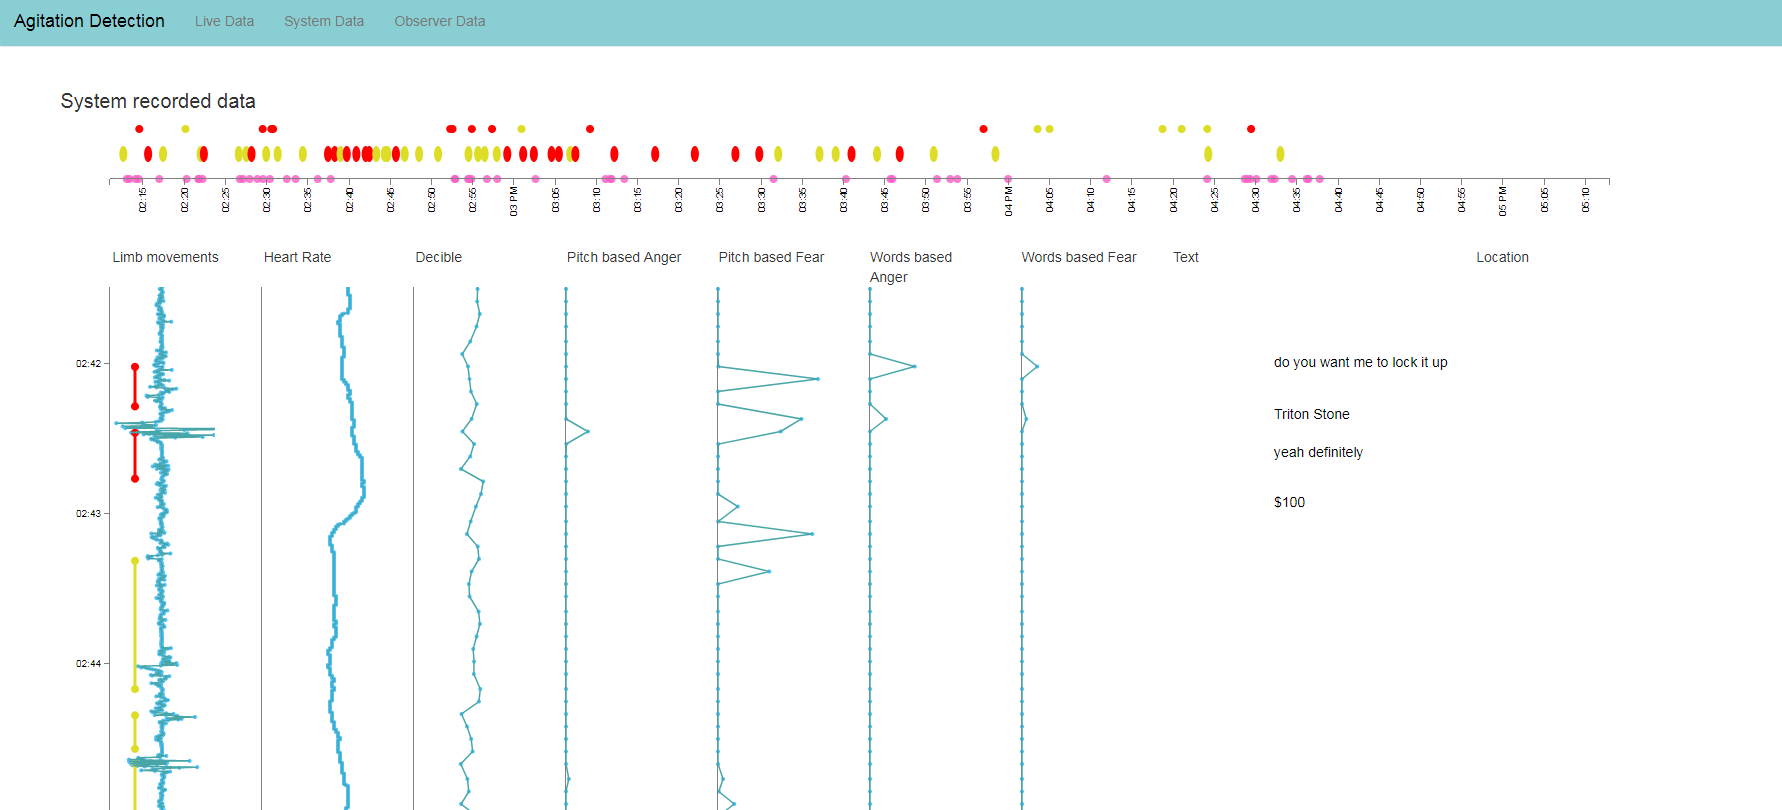 Agitation Detection Live Data System Data Observer Data
System recorded data
02:15 02:20 02:25 02:30 02:35 02:40 02:45 02:50 02:55 03 PM 03:05 03:10 03:15 03:20 03:25 03:30 03:35 03:40 03:45 03:50 03:55 04 PM 04:05 04:10 04:15 04:20 04:25 04:30 04:35 04:40 04:45 04:50 04:55 05 PM 05:05 05:10
Limb movements Heart Rate Decible Pitch based Anger Pitch based Fear Words based Words based Fear Text Location
Anger
02:42 do you want me to lock it up
Triton Stone
yeah definitely
$100
02:43
02:44